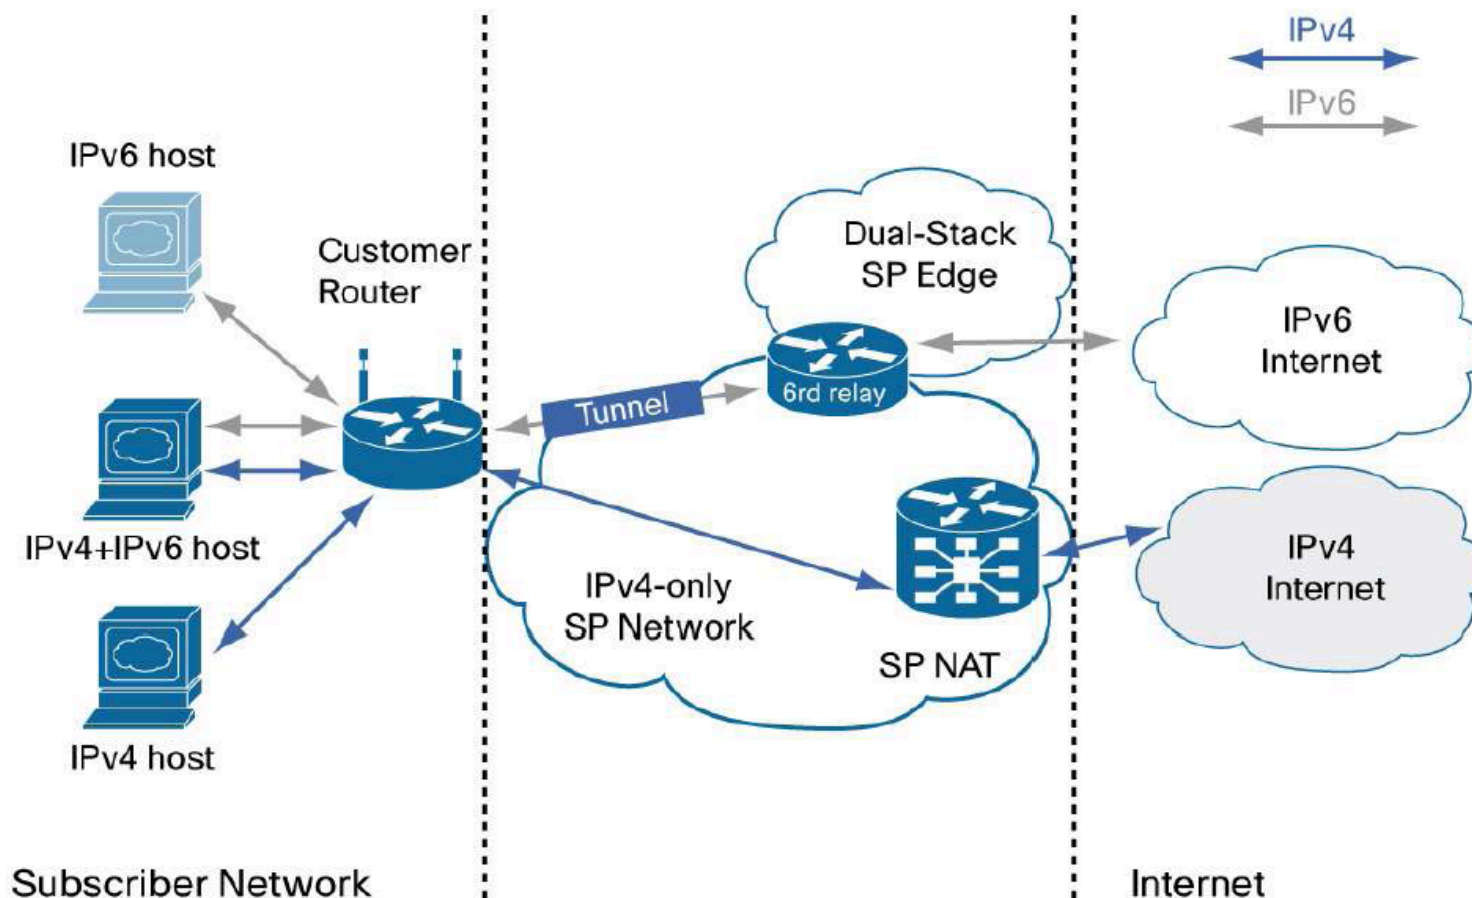 IPv4
IPv6
IPv6 host
Customer
Router
Dual-Stack
SP Edge
IPv6
Internet
6rd relay
Tunnel
IPv4+IPv6 host
IPv4-only
SP Network
SP NAT
IPv4
Internet
IPv4 host
Subscriber Network
Internet